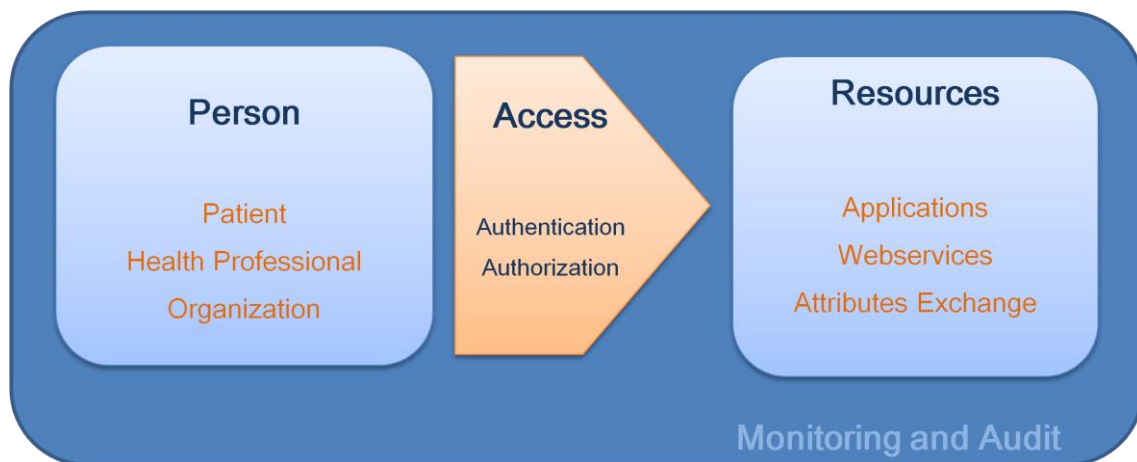 Person
Patient
Health Professional
Organization
Access
Authentication
Authorization
Resources
Applications
Webservices
Attributes Exchange
Monitoring and Audit